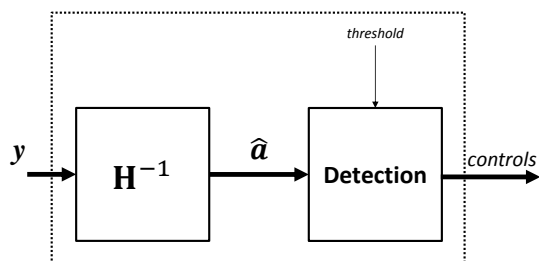 threshold
y
H⁻¹
â
Detection
controls